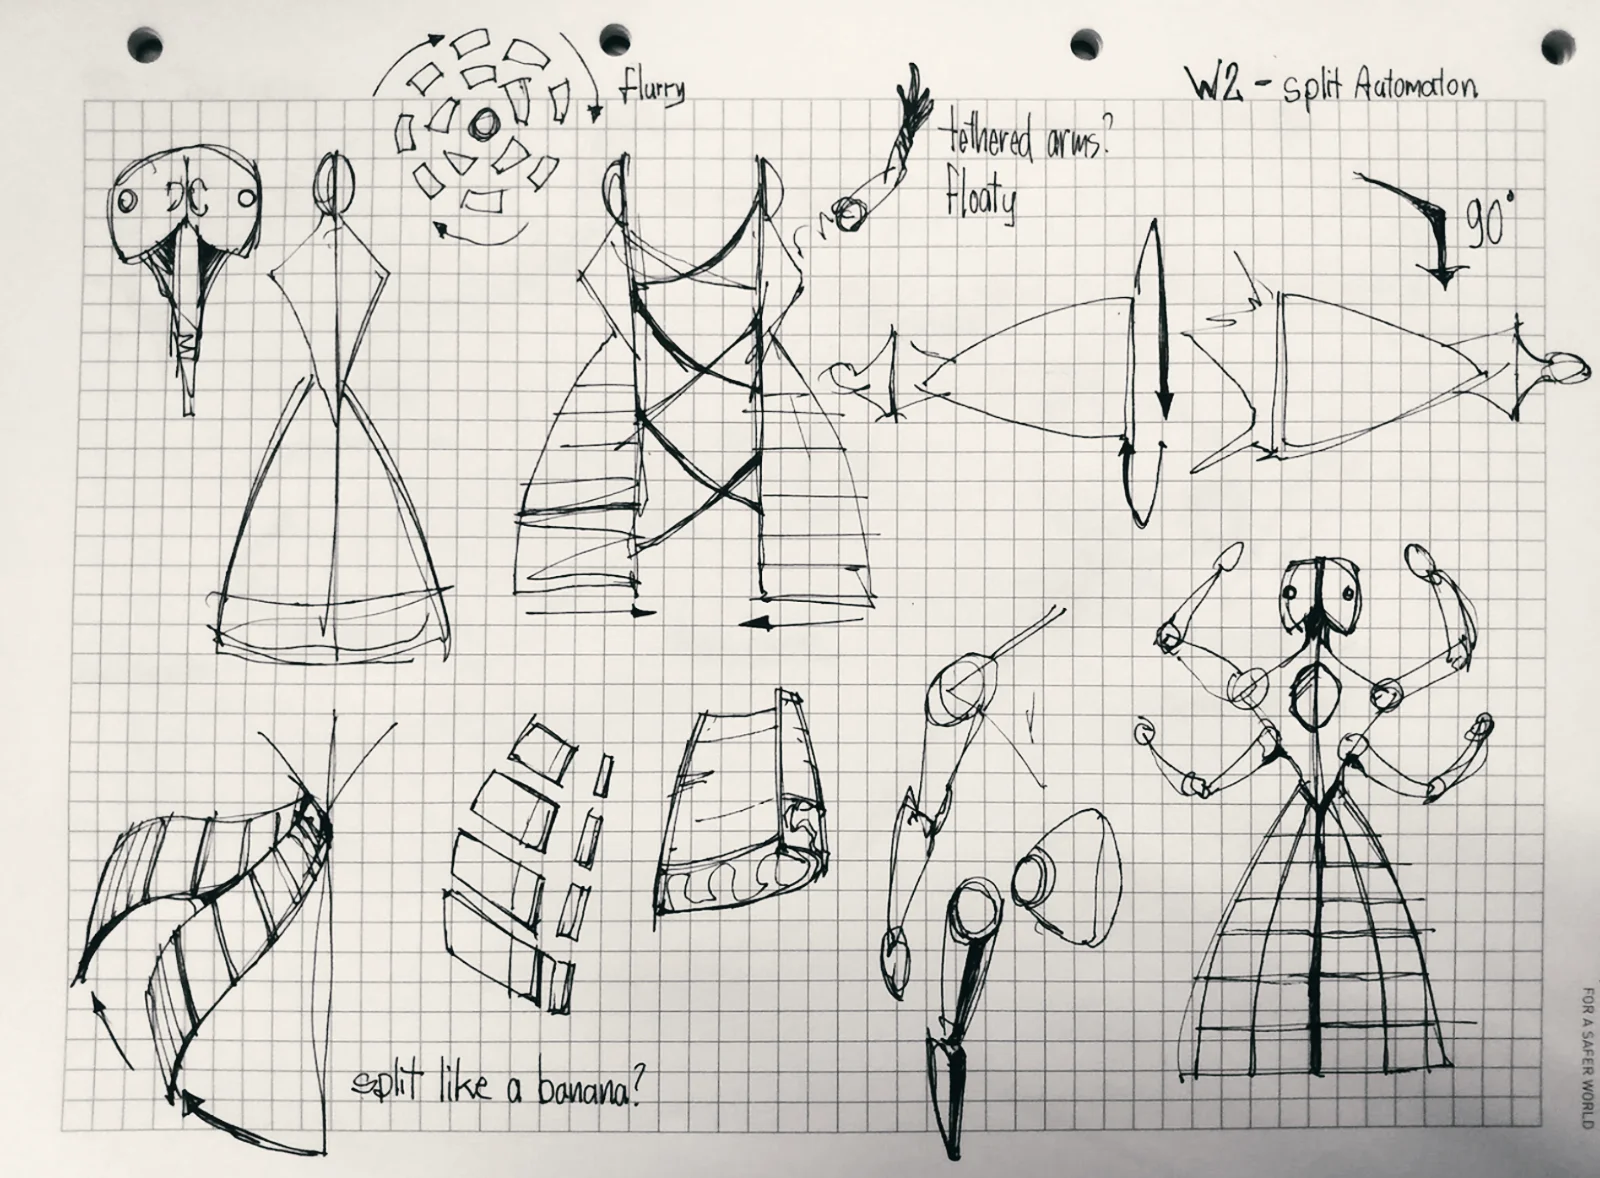 flurry
W2 - split Automaton
tethered arms?
floaty
90°
split like a banana?
FOR A SAFER WORLD